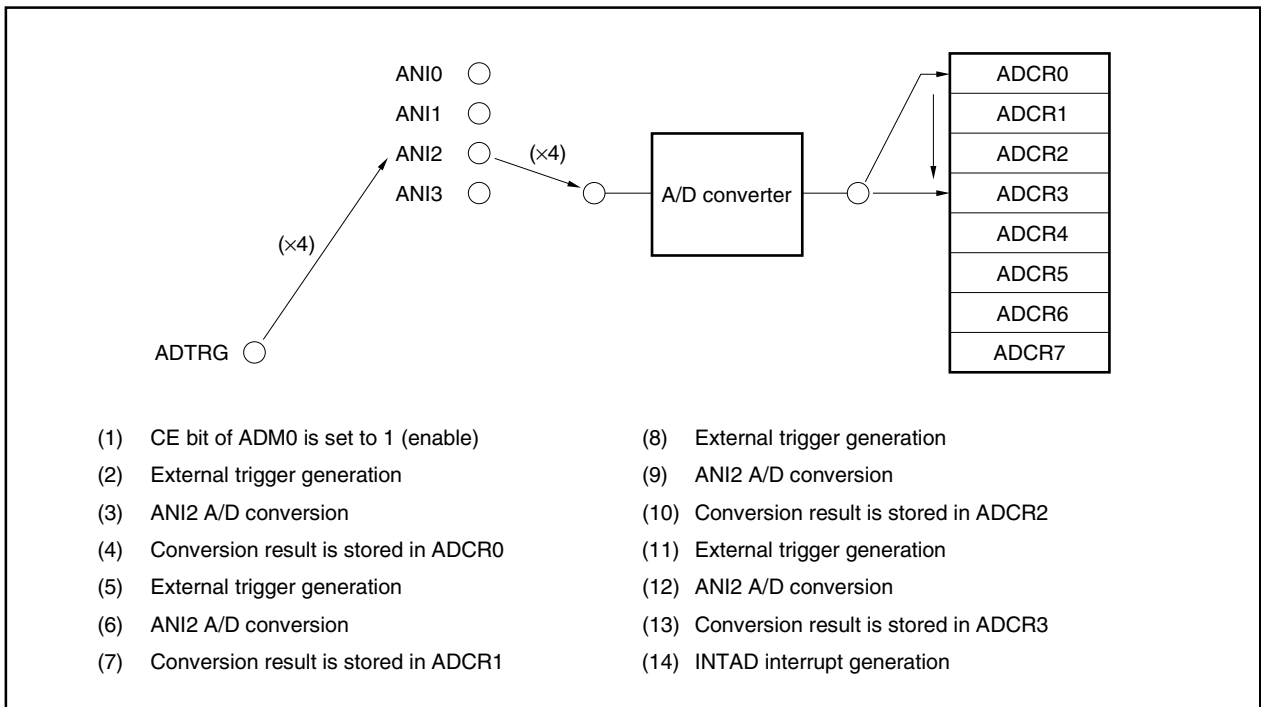 ANI0
ANI1
ANI2
ANI3
(×4)
(×4)
ADTRG
A/D converter
ADCR0
ADCR1
ADCR2
ADCR3
ADCR4
ADCR5
ADCR6
ADCR7
(1) CE bit of ADM0 is set to 1 (enable)
(2) External trigger generation
(3) ANI2 A/D conversion
(4) Conversion result is stored in ADCR0
(5) External trigger generation
(6) ANI2 A/D conversion
(7) Conversion result is stored in ADCR1
(8) External trigger generation
(9) ANI2 A/D conversion
(10) Conversion result is stored in ADCR2
(11) External trigger generation
(12) ANI2 A/D conversion
(13) Conversion result is stored in ADCR3
(14) INTAD interrupt generation